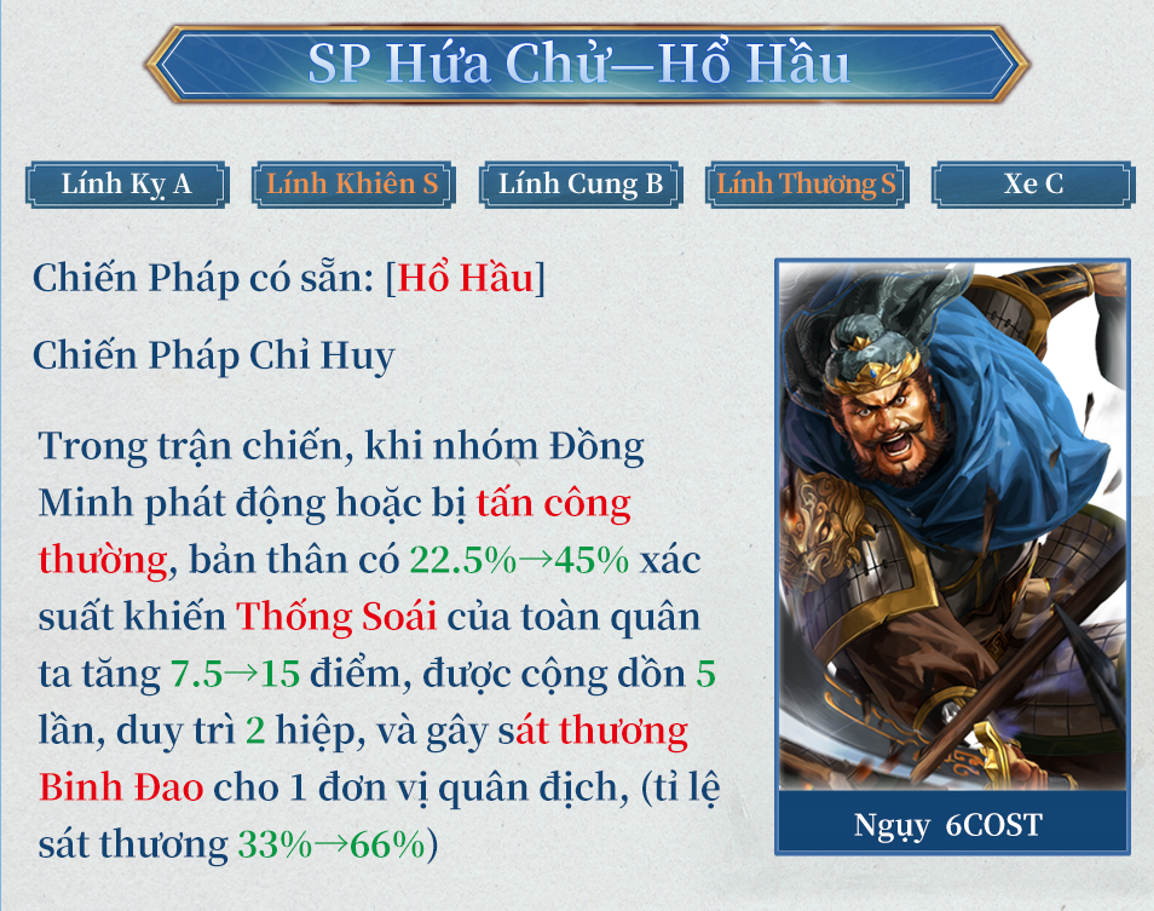 SP Hứa Chử—Hổ Hầu
Lính Kỵ A
Lính Khiên S
Lính Cung B
Lính Thương S
Xe C
Chiến Pháp có sẵn: [Hổ Hầu]
Chiến Pháp Chỉ Huy
Trong trận chiến, khi nhóm Đồng
Minh phát động hoặc bị tấn công
thường, bản thân có 22.5%→45% xác
suất khiến Thống Soái của toàn quân
ta tăng 7.5→15 điểm, được cộng dồn 5
lần, duy trì 2 hiệp, và gây sát thương
Binh Đao cho 1 đơn vị quân địch, (tỉ lệ
sát thương 33%→66%)
Ngụy 6COST